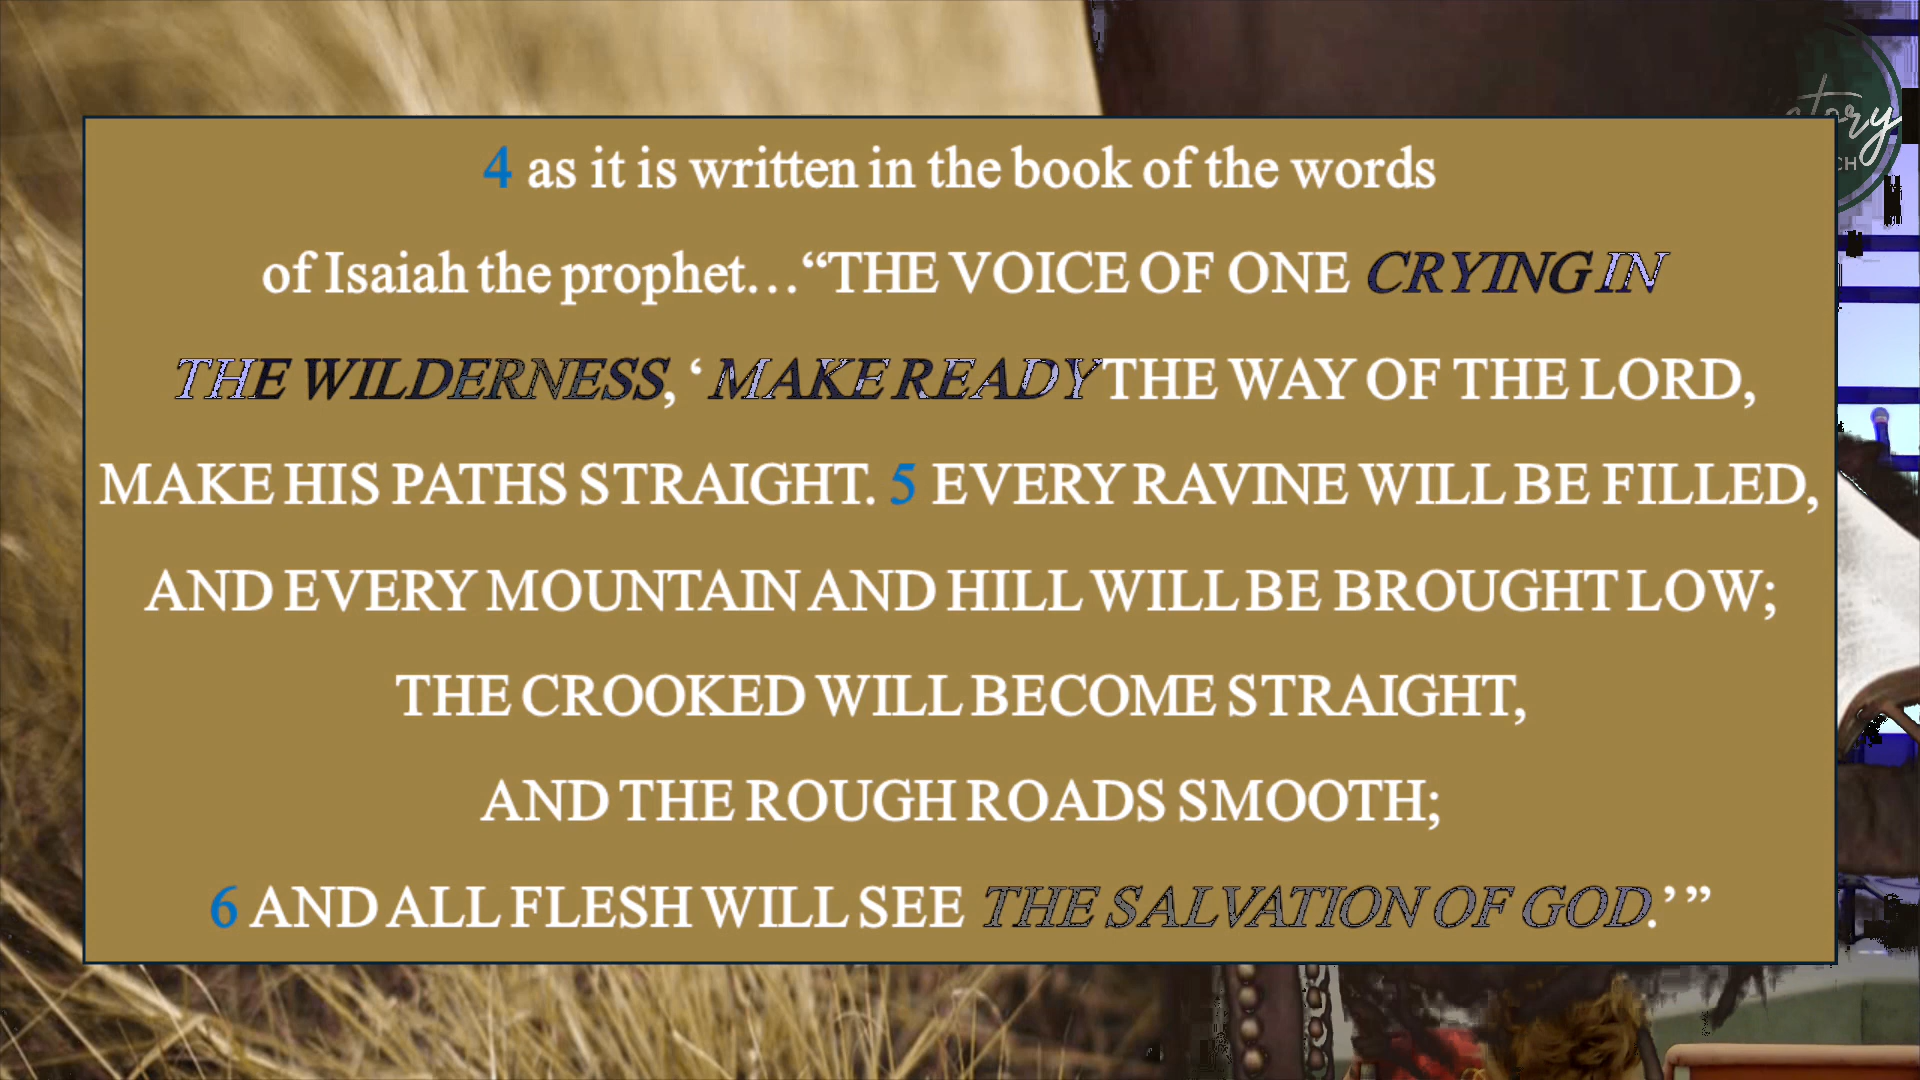 4 as it is written in the book of the words
of Isaiah the prophet…“THE VOICE OF ONE CRYING IN
THE WILDERNESS, ‘ MAKE READY THE WAY OF THE LORD,
MAKE HIS PATHS STRAIGHT. 5 EVERY RAVINE WILL BE FILLED,
AND EVERY MOUNTAIN AND HILL WILL BE BROUGHT LOW;
THE CROOKED WILL BECOME STRAIGHT,
AND THE ROUGH ROADS SMOOTH;
6 AND ALL FLESH WILL SEE THE SALVATION OF GOD.’ ”